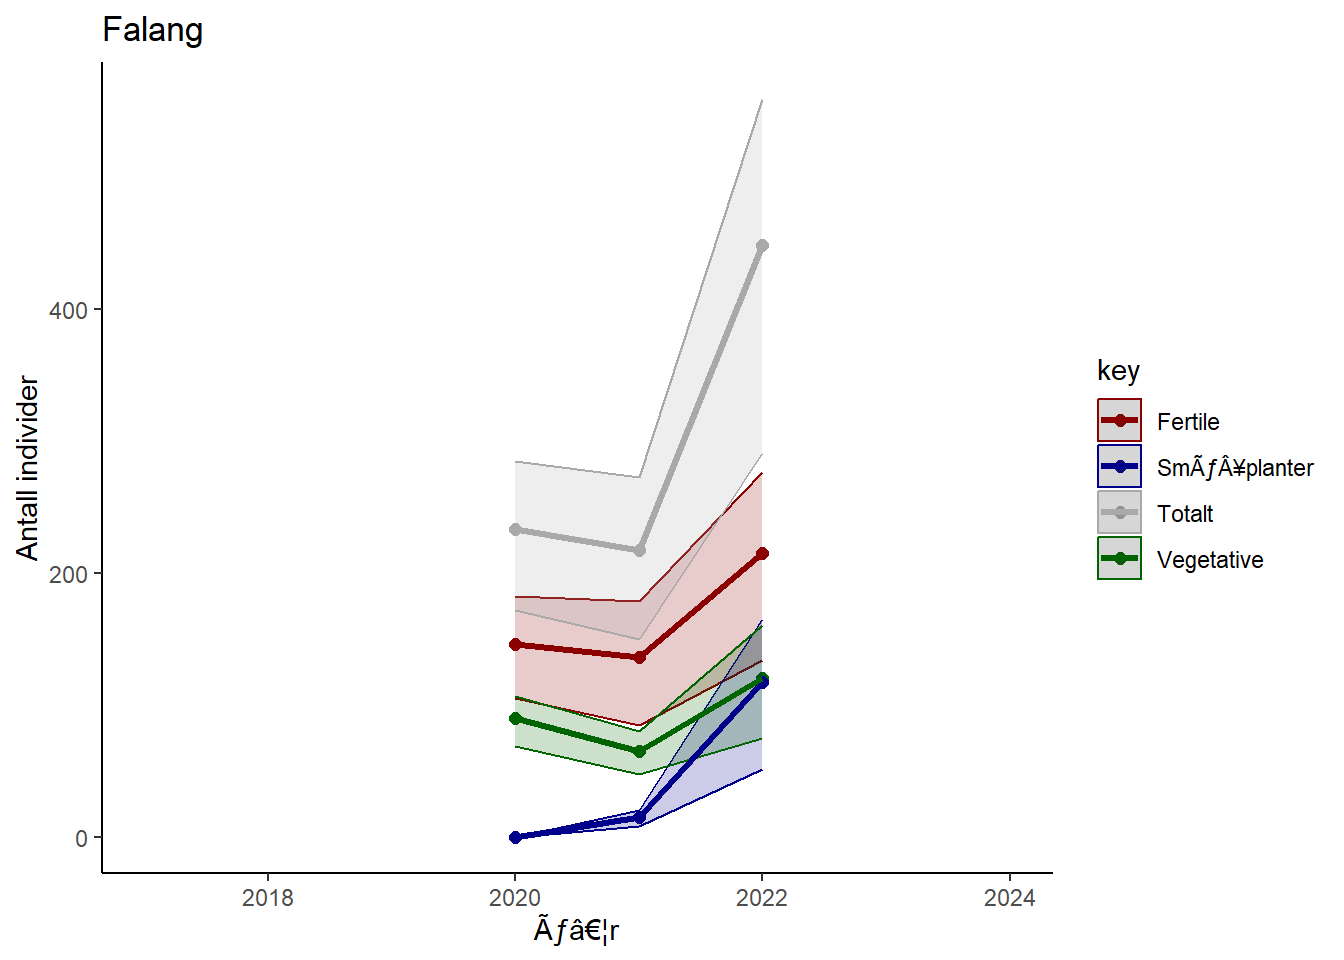 Falang
Antall individer
400
200
0
2018
2020
2022
2024
Ãƒâ€¦r
key
Fertile
SmÃƒÂ¥planter
Totalt
Vegetative